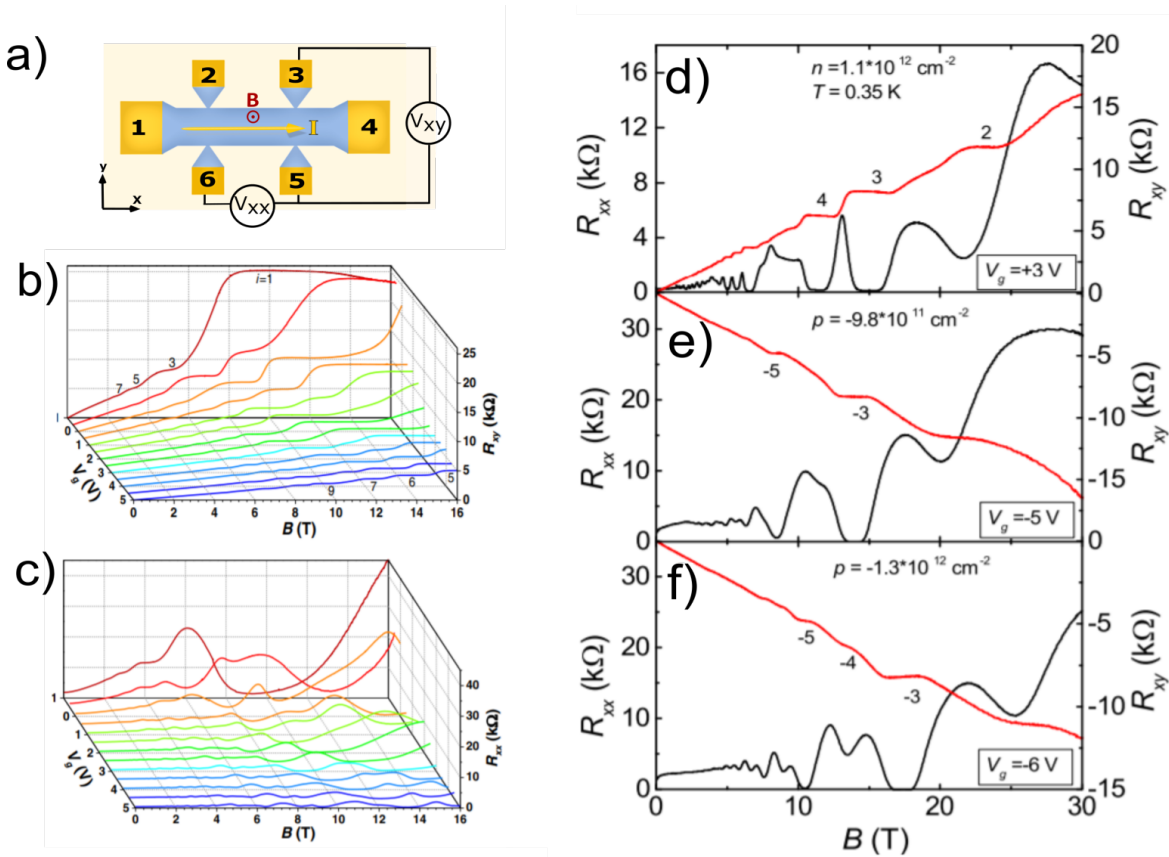 a)
2
3
B
1
I
4
Vxy
y
6
5
x
Vxx
b)
i=1
7
5
3
9
7
6
5
25
20
15
10
5
0
Rxy (kΩ)
I
0
1
2
3
4
5
Vg (V)
0
2
4
6
8
10
12
14
16
B (T)
c)
1
0
1
2
3
4
5
Vg (V)
40
30
20
10
0
Rxx (kΩ)
0
2
4
6
8
10
12
14
16
B (T)
d)
n =1.1*10 12 cm-2
T = 0.35 K
4
3
2
Vg =+3 V
16
12
8
4
0
Rxx (kΩ)
20
15
10
5
0
Rxy (kΩ)
e)
p = -9.8*10 11 cm-2
-5
-3
Vg =-5 V
30
20
10
0
Rxx (kΩ)
-5
-10
-15
0
Rxy (kΩ)
f)
p = -1.3*10 12 cm-2
-5
-4
-3
Vg =-6 V
30
20
10
0
Rxx (kΩ)
-5
-10
-15
Rxy (kΩ)
0
10
20
30
B (T)